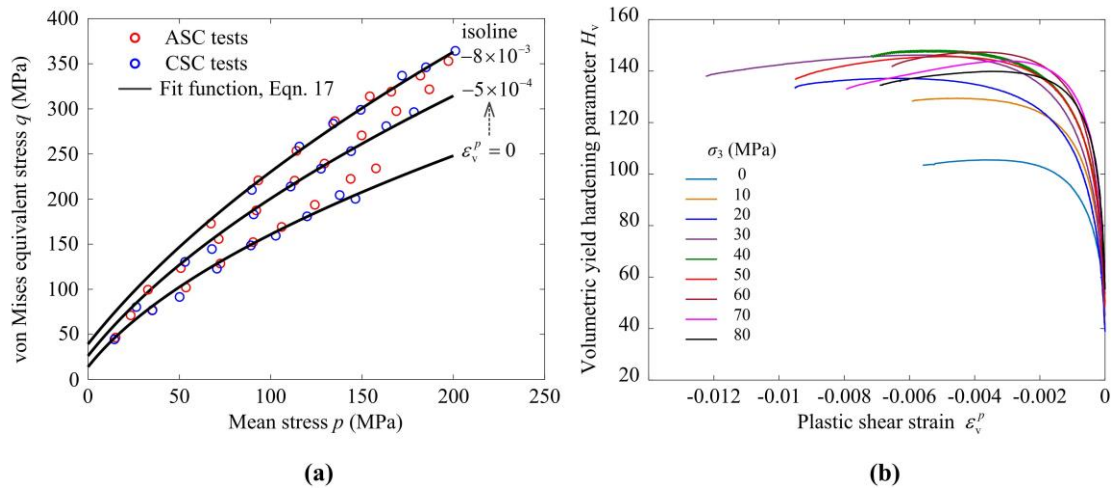 400
350
300
250
200
150
100
50
0
von Mises equivalent stress q (MPa)
ASC tests
CSC tests
Fit function, Eqn. 17
isoline
−8×10⁻³
−5×10⁻⁴
εᵥᵖ = 0
0 50 100 150 200 250
Mean stress p (MPa)
(a)
160
140
120
100
80
60
40
20
Volumetric yield hardening parameter Hᵥ
σ₃ (MPa)
0
10
20
30
40
50
60
70
80
-0.012 -0.01 -0.008 -0.006 -0.004 -0.002 0
Plastic shear strain εᵥᵖ
(b)